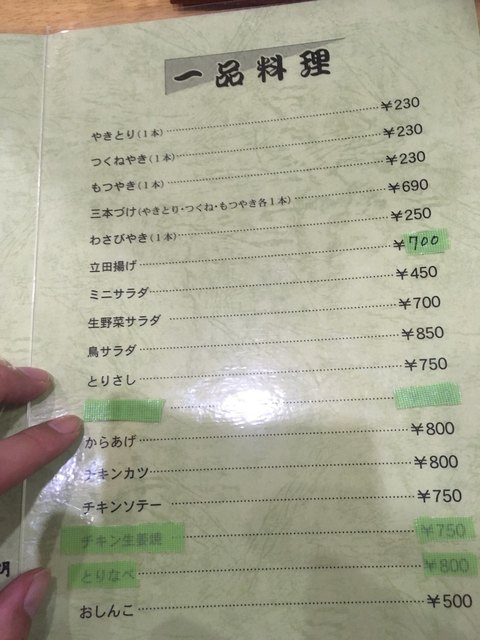 一品料理
やきとり(1本) ¥230
つくねやき(1本) ¥230
もつやき(1本) ¥230
三本づけ(やきとり・つくね・もつやき各1本) ¥690
わさびやき(1本) ¥250
立田揚げ ¥700
ミニサラダ ¥450
生野菜サラダ ¥700
鳥サラダ ¥850
とりさし ¥750
からあげ ¥800
チキンカツ ¥800
チキンソテー ¥750
チキン生姜焼 ¥750
とりなべ ¥800
おしんこ ¥500